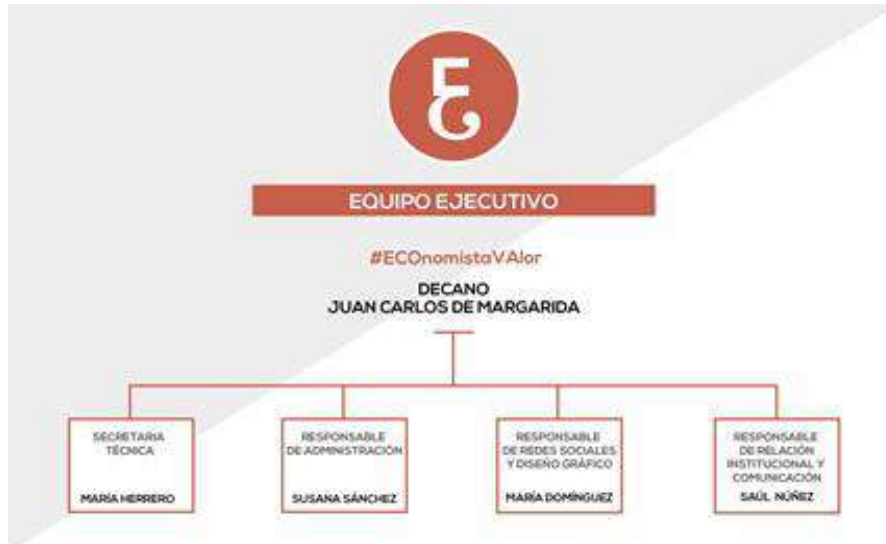 EQUIPO EJECUTIVO
#ECOnomistaVAlor
DECANO
JUAN CARLOS DE MARGARIDA
SECRETARIA
TÉCNICA
MARÍA HERRERO
RESPONSABLE
DE ADMINISTRACIÓN
SUSANA SÁNCHEZ
RESPONSABLE
DE REDES SOCIALES
Y DISEÑO GRÁFICO
MARÍA DOMÍNGUEZ
RESPONSABLE
DE RELACIÓN
INSTITUCIONAL Y
COMUNICACIÓN
SAÚL NÚÑEZ